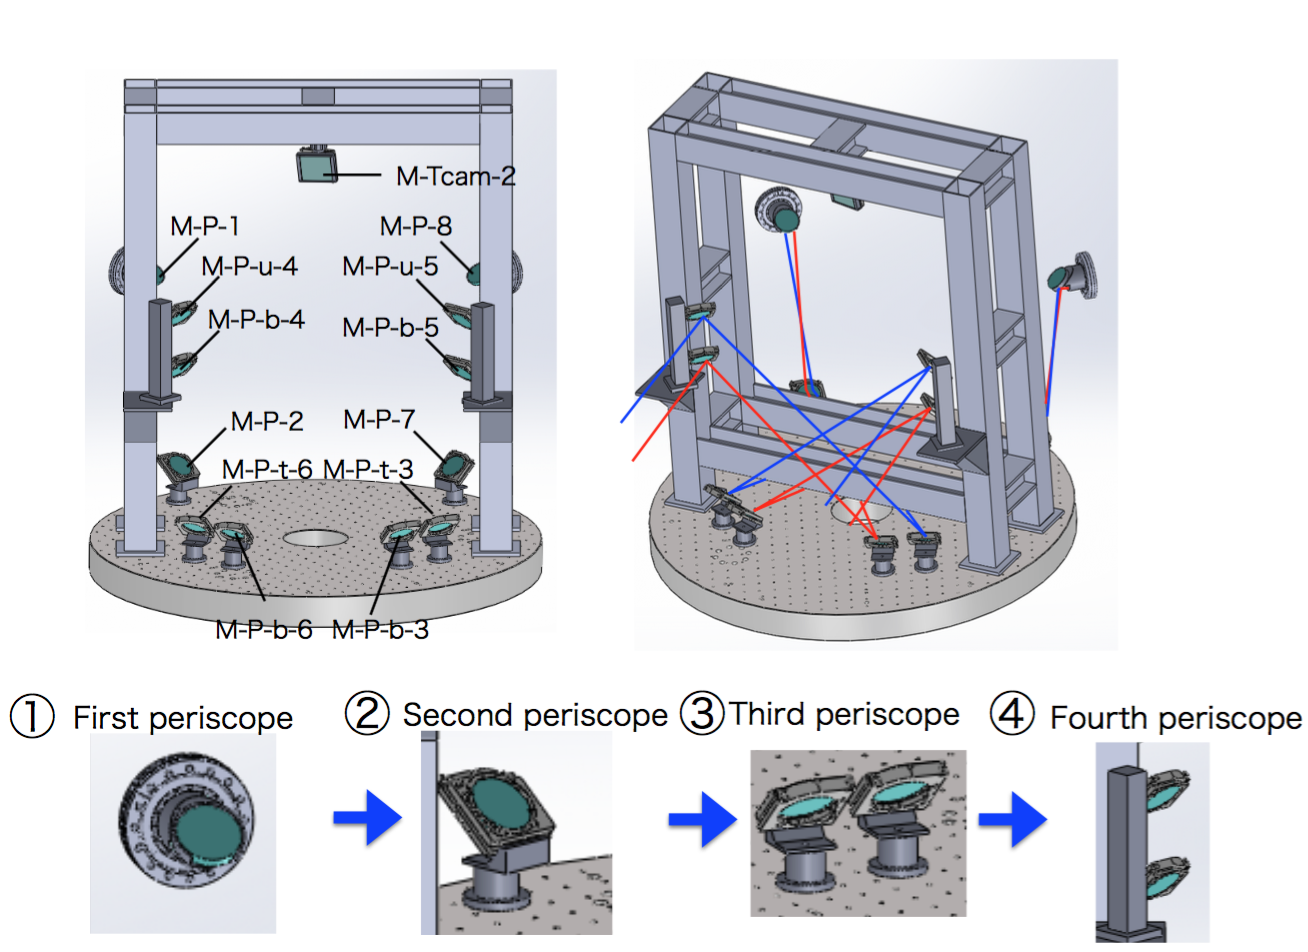 M-Tcam-2
M-P-1
M-P-8
M-P-u-4
M-P-u-5
M-P-b-4
M-P-b-5
M-P-2
M-P-7
M-P-t-6
M-P-t-3
M-P-b-6
M-P-b-3
① First periscope
② Second periscope
③ Third periscope
④ Fourth periscope